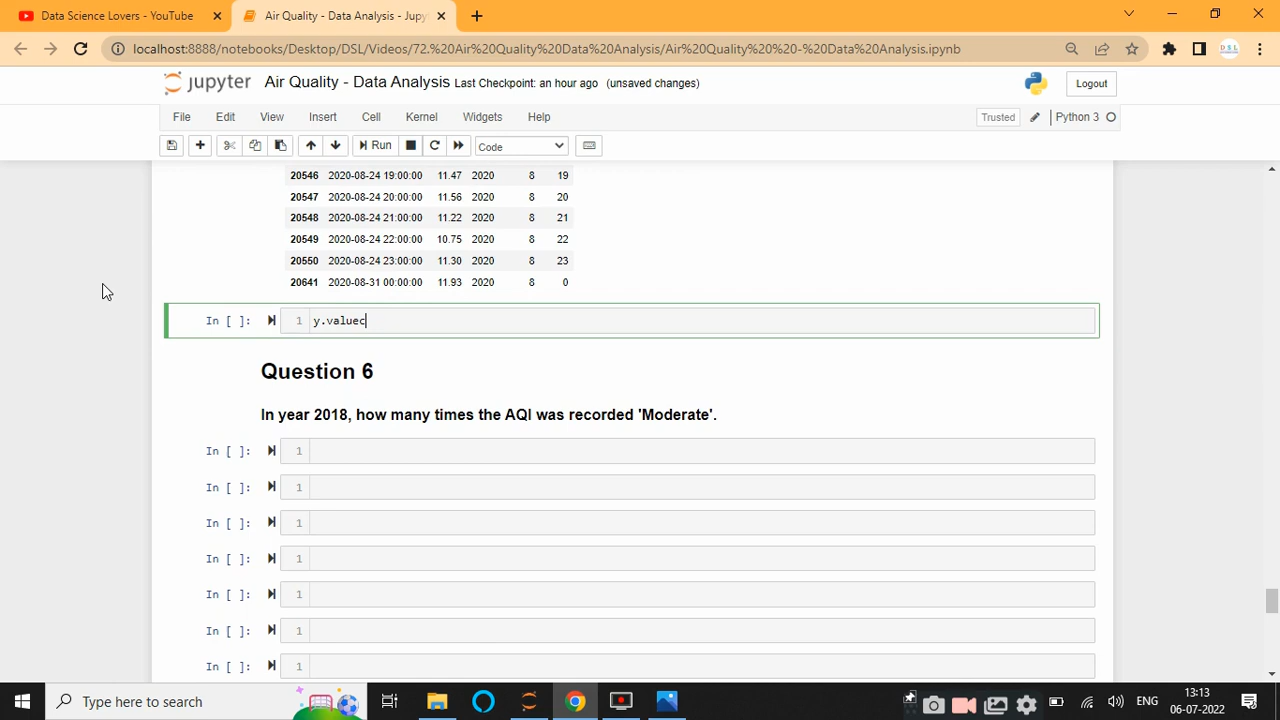 Data Science Lovers - YouTube
Air Quality - Data Analysis - Jupy
localhost:8888/notebooks/Desktop/DSL/Videos/72.%20Air%20Quality%20Data%20Analysis/Air%20Quality%20%20-%20Data%20Analysis.ipynb
DSL
jupyter Air Quality - Data Analysis Last Checkpoint: an hour ago (unsaved changes)
Logout
File Edit View Insert Cell Kernel Widgets Help Trusted Python 3
Run Code
20546 2020-08-24 19:00:00 11.47 2020 8 19
20547 2020-08-24 20:00:00 11.56 2020 8 20
20548 2020-08-24 21:00:00 11.22 2020 8 21
20549 2020-08-24 22:00:00 10.75 2020 8 22
20550 2020-08-24 23:00:00 11.30 2020 8 23
20641 2020-08-31 00:00:00 11.93 2020 8 0
In [ ]: 1 y.valuec
Question 6
In year 2018, how many times the AQI was recorded 'Moderate'.
In [ ]: 1
In [ ]: 1
In [ ]: 1
In [ ]: 1
In [ ]: 1
In [ ]: 1
In [ ]: 1
Type here to search
ENG
13:13
06-07-2022